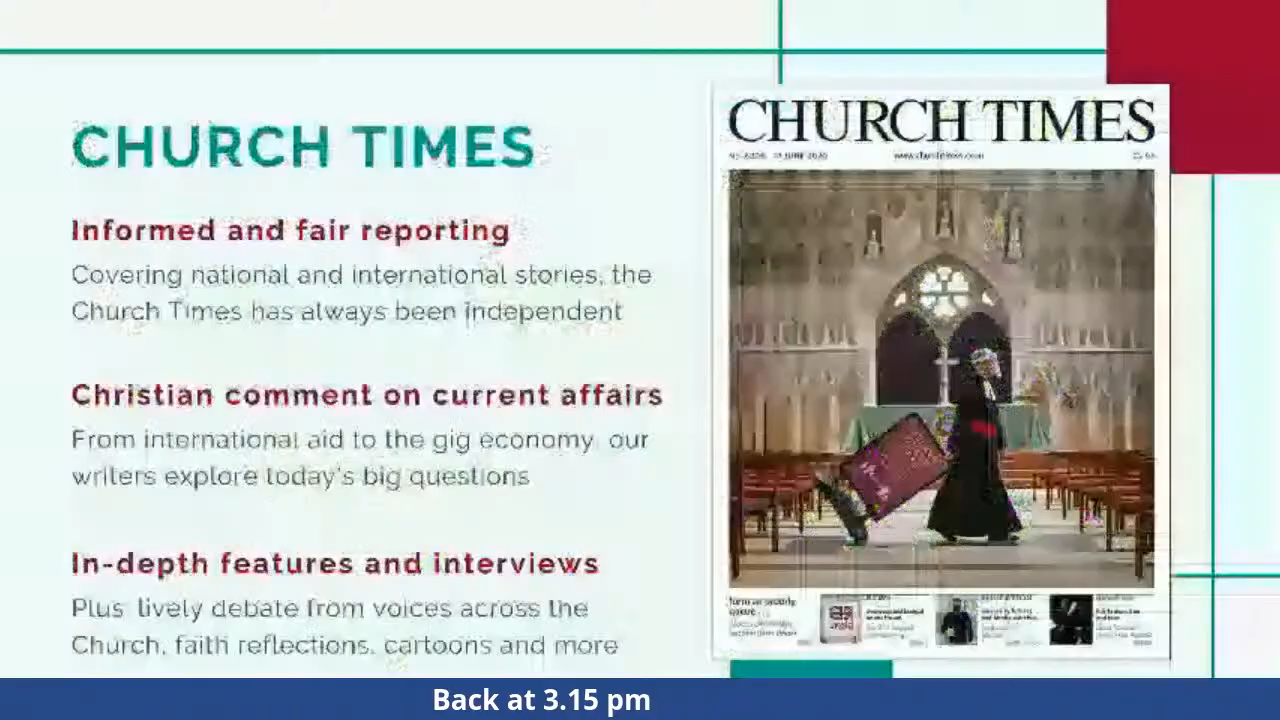 CHURCH TIMES
Informed and fair reporting
Covering national and international stories, the
Church Times has always been independent
Christian comment on current affairs
From international aid to the gig economy, our
writers explore today's big questions
In-depth features and interviews
Plus, lively debate from voices across the
Church, faith reflections, cartoons and more
CHURCH TIMES
Back at 3.15 pm